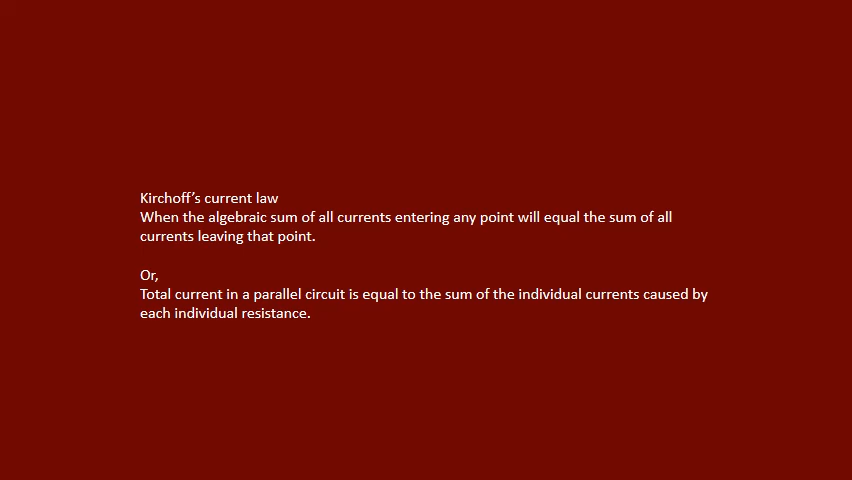 Kirchoff’s current law
When the algebraic sum of all currents entering any point will equal the sum of all
currents leaving that point.
Or,
Total current in a parallel circuit is equal to the sum of the individual currents caused by
each individual resistance.